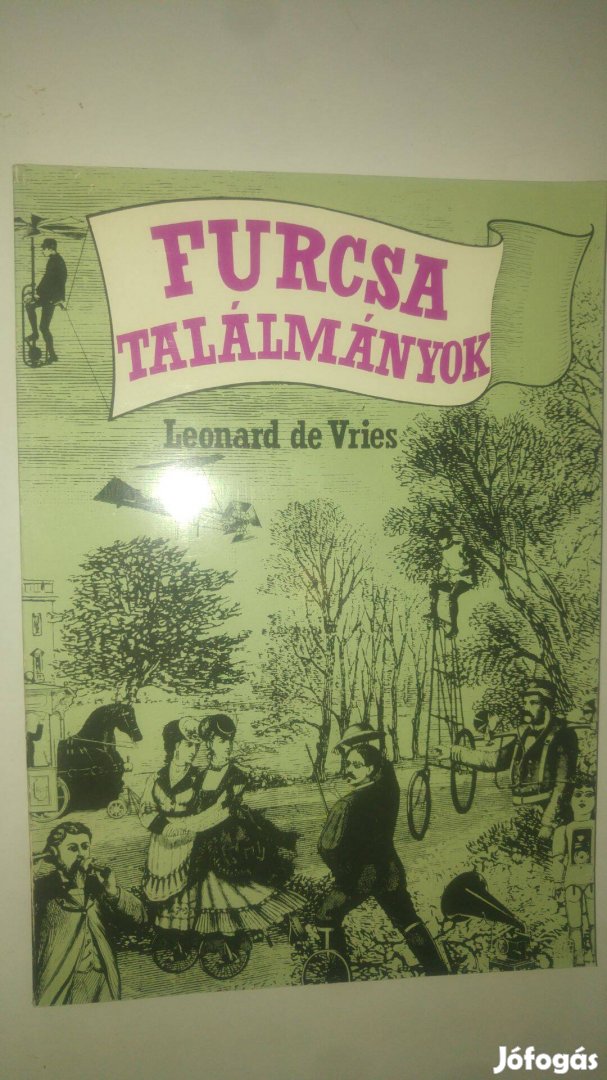 FURCSA
TALÁLMÁNYOK
Leonard de Vries
Jófogás